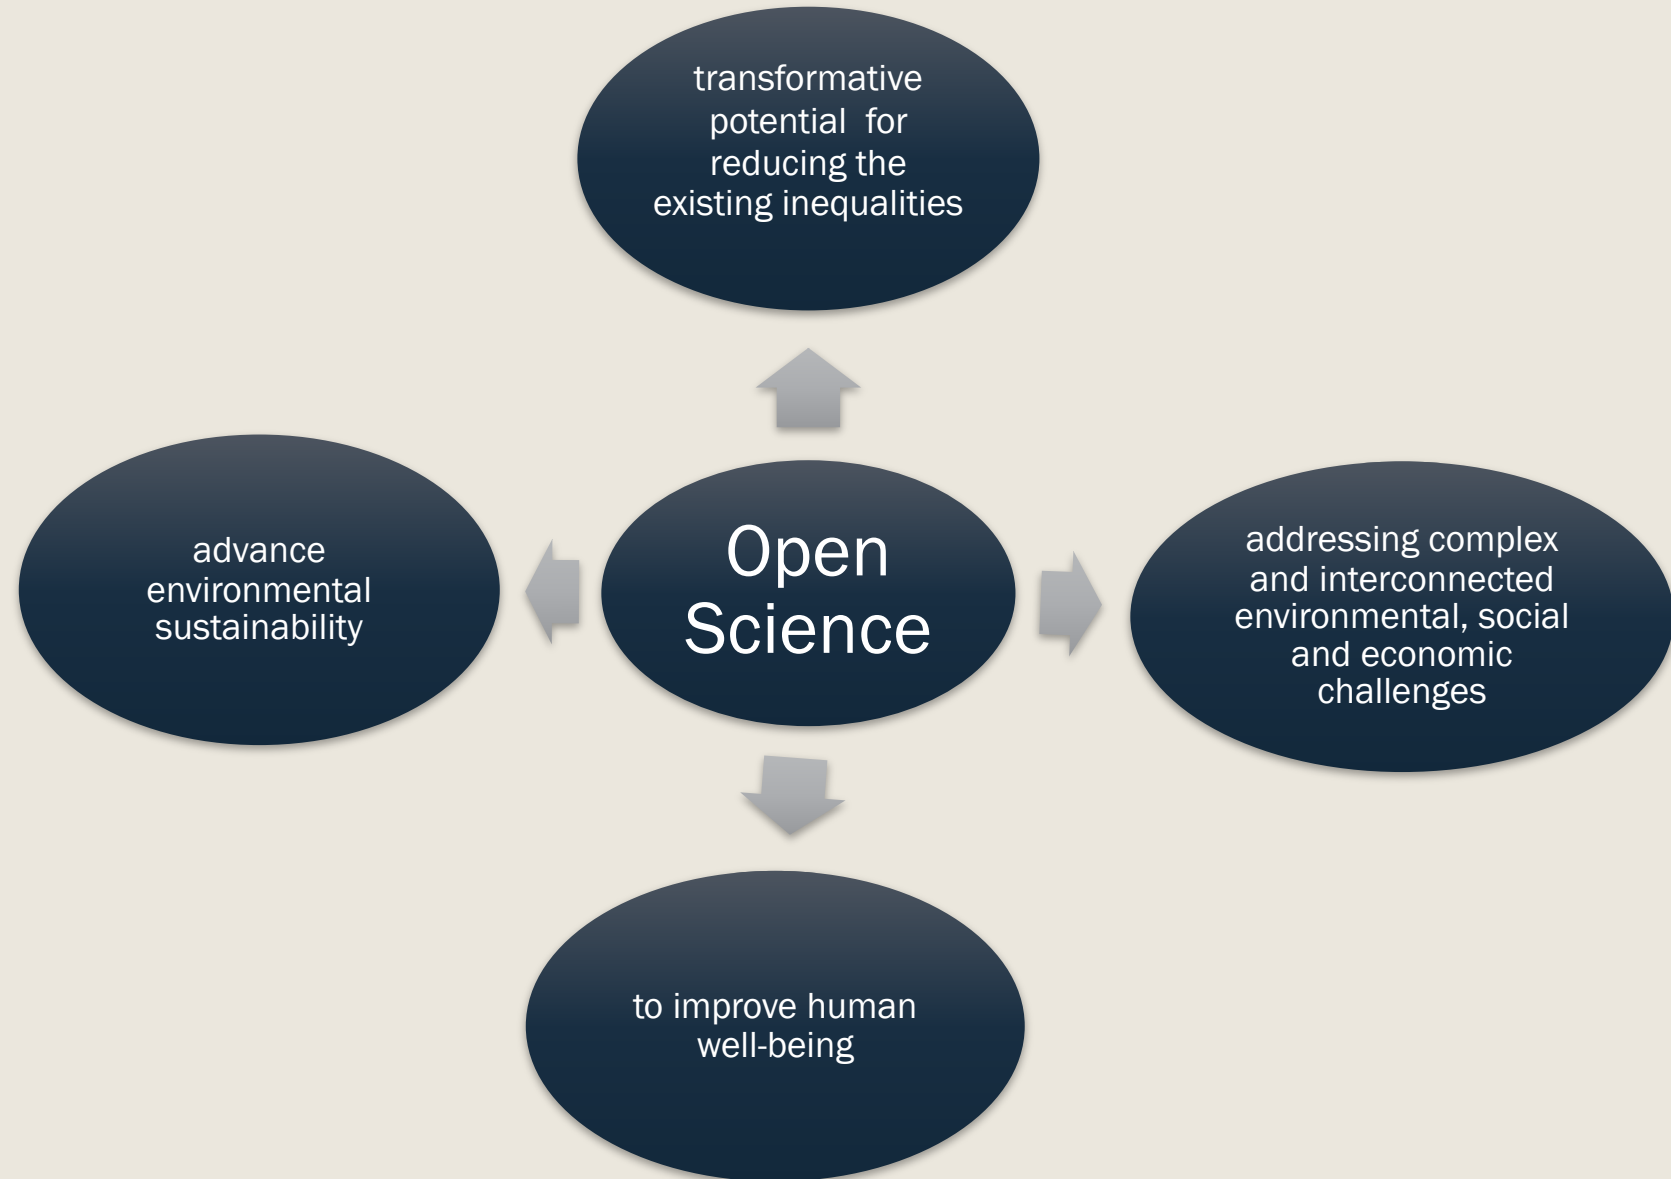 transformative
potential  for
reducing the
existing inequalities
advance
environmental
sustainability
Open
Science
addressing complex
and interconnected
environmental, social
and economic
challenges
to improve human
well-being